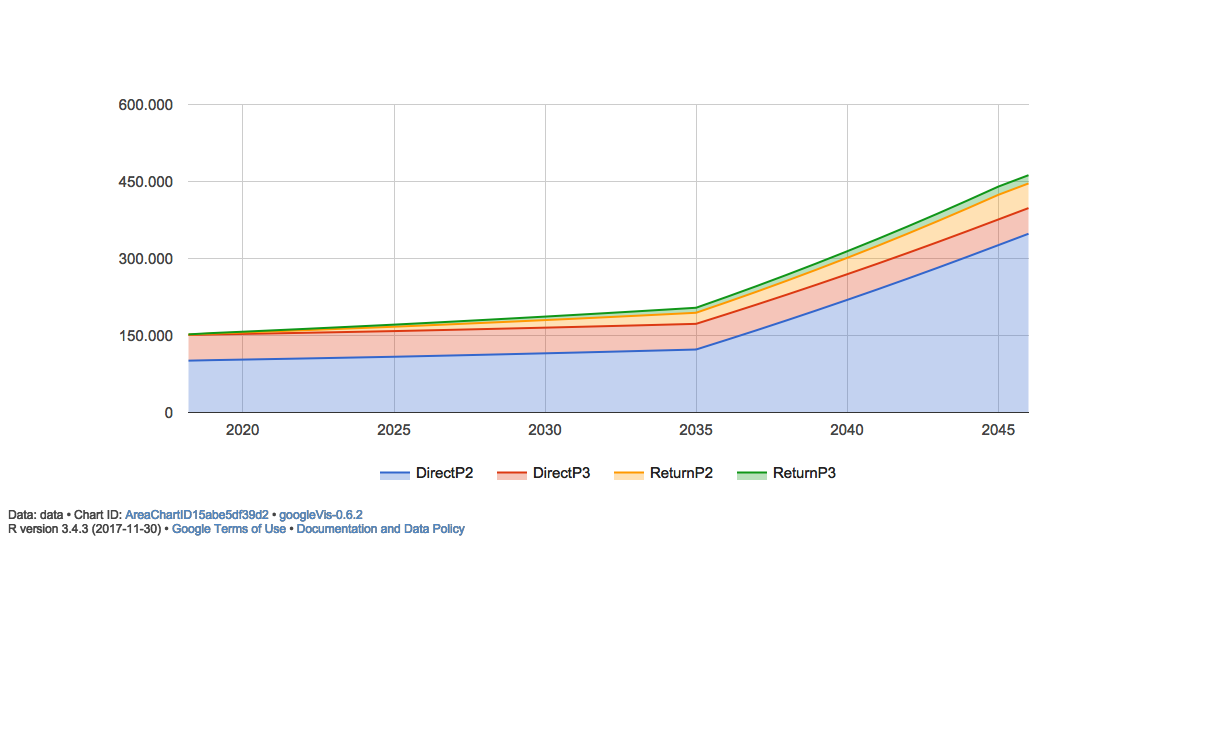 600.000
450.000
300.000
150.000
0
2020 2025 2030 2035 2040 2045
DirectP2 DirectP3 ReturnP2 ReturnP3
Data: data • Chart ID: AreaChartID15abe5df39d2 • googleVis-0.6.2
R version 3.4.3 (2017-11-30) • Google Terms of Use • Documentation and Data Policy